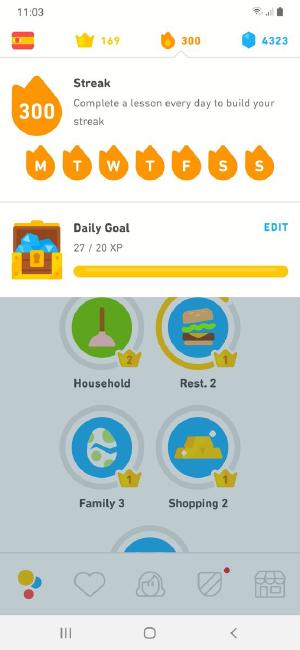 11:03
169
300
4323
Streak
300
Complete a lesson every day to build your
streak
M T W T F S S
Daily Goal
EDIT
27 / 20 XP
2
1
Household
Rest. 2
1
1
Family 3
Shopping 2